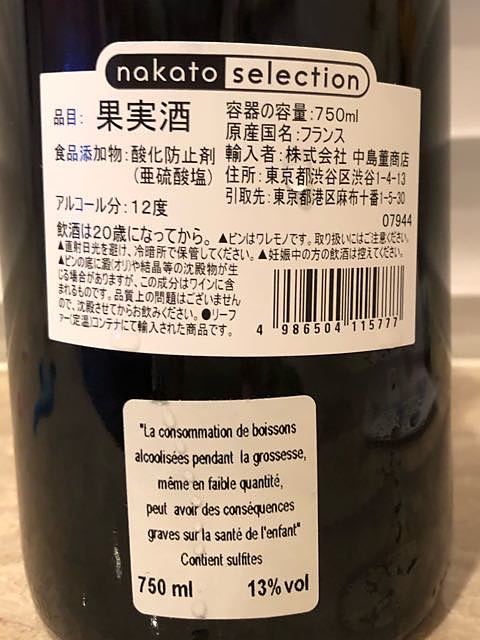 nakato selection
品目: 果実酒
容器の容量:750ml
原産国名:フランス
食品添加物:酸化防止剤
(亜硫酸塩)
輸入者:株式会社 中島董商店
住所:東京都渋谷区渋谷1-4-13
引取先:東京都港区麻布十番1-5-30
アルコール分:12度
07944
飲酒は20歳になってから。▲ビンはワレモノです。取り扱いにはご注意ください。
▲直射日光を避け、冷暗所で保管してください。▲妊娠中の方の飲酒は控えてください。
▲ビンの底に澱(オリ)や結晶等の沈殿物が生
じる場合がありますが、この成分はワインに含
まれるものです。品質上の問題はございません
ので、沈殿させてからお飲みください。●リーフ
ァー(定温)コンテナにて輸入された商品です。
4 986504 115777
"La consommation de boissons
alcoolisées pendant la grossesse,
même en faible quantité,
peut avoir des conséquences
graves sur la santé de l'enfant"
Contient sulfites
750 ml 13% vol